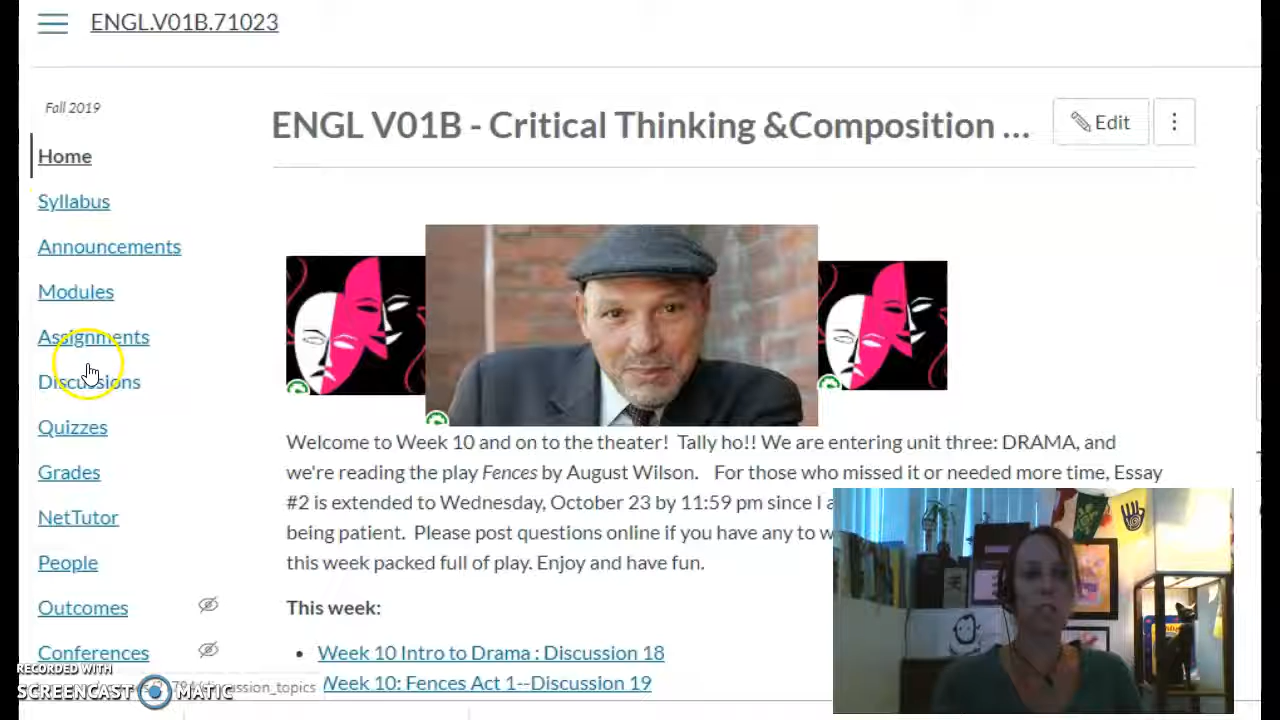 ENGL.V01B.71023
Fall 2019
ENGL V01B - Critical Thinking &Composition ...
Edit
Home
Syllabus
Announcements
Modules
Assignments
Discussions
Quizzes
Grades
NetTutor
People
Outcomes
Conferences
Welcome to Week 10 and on to the theater! Tally ho!! We are entering unit three: DRAMA, and
we're reading the play Fences by August Wilson. For those who missed it or needed more time, Essay
#2 is extended to Wednesday, October 23 by 11:59 pm since I
being patient. Please post questions online if you have any to
this week packed full of play. Enjoy and have fun.
This week:
Week 10 Intro to Drama : Discussion 18
Week 10: Fences Act 1--Discussion 19
RECORDED WITH
SCREENCAST MATIC
discussion_topics